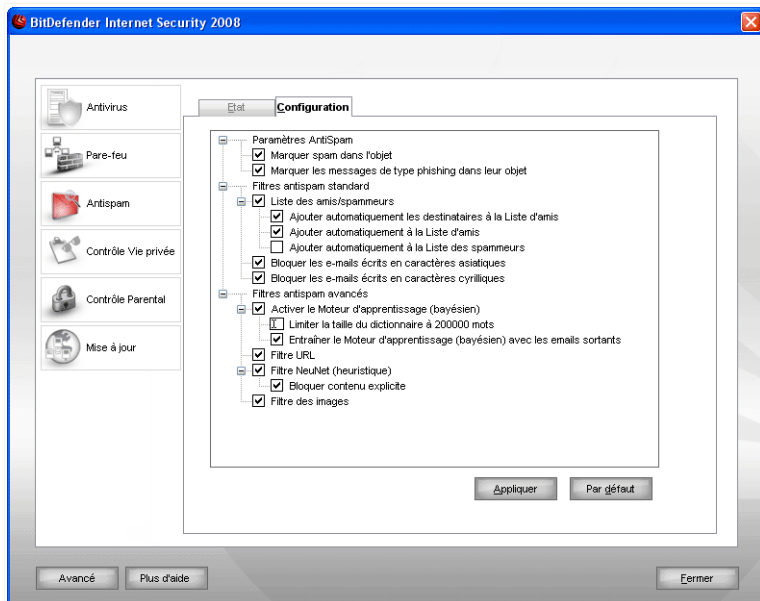 BitDefender Internet Security 2008
Antivirus
Pare-feu
Antispam
Contrôle Vie privée
Contrôle Parental
Mise à jour
Etat
Configuration
Paramètres AntiSpam
Marquer spam dans l'objet
Marquer les messages de type phishing dans leur objet
Filtres antispam standard
Liste des amis/spammeurs
Ajouter automatiquement les destinataires à la Liste d'amis
Ajouter automatiquement à la Liste d'amis
Ajouter automatiquement à la Liste des spammeurs
Bloquer les e-mails écrits en caractères asiatiques
Bloquer les e-mails écrits en caractères cyrilliques
Filtres antispam avancés
Activer le Moteur d'apprentissage (bayésien)
Limiter la taille du dictionnaire à 200000 mots
Entraîner le Moteur d'apprentissage (bayésien) avec les emails sortants
Filtre URL
Filtre NeuNet (heuristique)
Bloquer contenu explicite
Filtre des images
Appliquer
Par défaut
Avancé
Plus d'aide
Fermer